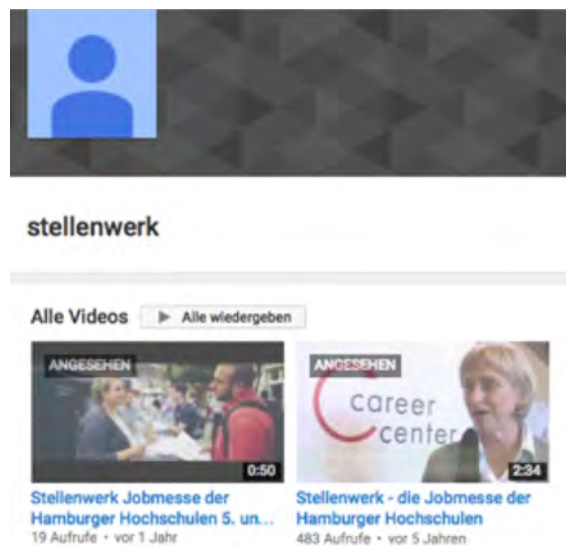 stellenwerk
Alle Videos ▶ Alle wiedergeben
ANGESEHEN
0:50
Stellenwerk Jobmesse der
Hamburger Hochschulen 5. un...
19 Aufrufe • vor 1 Jahr
ANGESEHEN
career
center
2:34
Stellenwerk - die Jobmesse der
Hamburger Hochschulen
483 Aufrufe • vor 5 Jahren